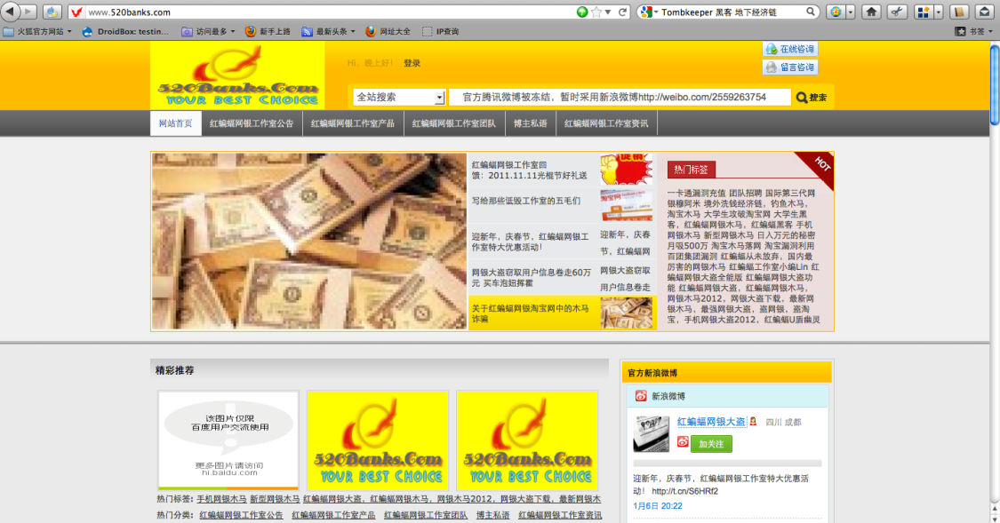 www.520banks.com
Tombkeeper 黑客 地下经济链
火狐官方网站
DroidBox: testin...
访问最多
新手上路
最新头条
网址大全
IP查询
书签
520Banks.Com
YOUR BEST CHOICE
Hi，晚上好！
登录
在线咨询
留言咨询
全站搜索
官方腾讯微博被冻结，暂时采用新浪微博http://weibo.com/2559263754
搜索
网站首页
红蝙蝠网银工作室公告
红蝙蝠网银工作室产品
红蝙蝠网银工作室团队
博主私语
红蝙蝠网银工作室资讯
红蝙蝠网银工作室回
馈：2011.11.11光棍节好礼送
写给那些诋毁工作室的五毛们
迎新年，庆春节，红蝙蝠网银工
作室特大优惠活动！
迎新年，庆春
节，红蝙蝠网
网银大盗窃取用户信息卷走60万
元 买车泡妞挥霍
网银大盗窃取
用户信息卷走
关于红蝙蝠网银淘宝网中的木马
诈骗
热门标签
HOT
一卡通漏洞充值 团队招聘 国际第三代网
银穆阿米 境外洗钱经济链，钓鱼木马，
淘宝木马 大学生攻破淘宝网 大学生黑
客，红蝙蝠网银木马，红蝙蝠黑客 手机
网银木马 新型网银木马 日入万元的秘密
月吸500万 淘宝木马落网 淘宝漏洞利用
百团集团漏洞 红蝙蝠从未放弃，国内最
厉害的网银木马 红蝙蝠工作室小编Lin 红
蝙蝠网银大盗全能版 红蝙蝠网银大盗功
能 红蝙蝠网银大盗，红蝙蝠网银木马，
网银木马2012，网银大盗下载，最新网
银木马，最强网银大盗，盗网银，盗淘
宝，手机网银大盗2012，红蝙蝠U盾幽灵
精彩推荐
该图片仅限
百度用户交流使用
更多图片请访问
hi.baidu.com
520Banks.Com
YOUR BEST CHOICE
520Banks.Com
YOUR BEST CHOICE
热门标签：手机网银木马 新型网银木马 红蝙蝠网银大盗，红蝙蝠网银木马，网银木马2012，网银大盗下载，最新网银木
热门分类： 红蝙蝠网银工作室公告 红蝙蝠网银工作室产品 红蝙蝠网银工作室团队 博主私语 红蝙蝠网银工作室资讯
官方新浪微博
新浪微博
红蝙蝠网银大盗
四川 成都
加关注
迎新年，庆春节，红蝙蝠网银工作室特大优惠活
动！ http://t.cn/S6HRf2
1月6日 20:22